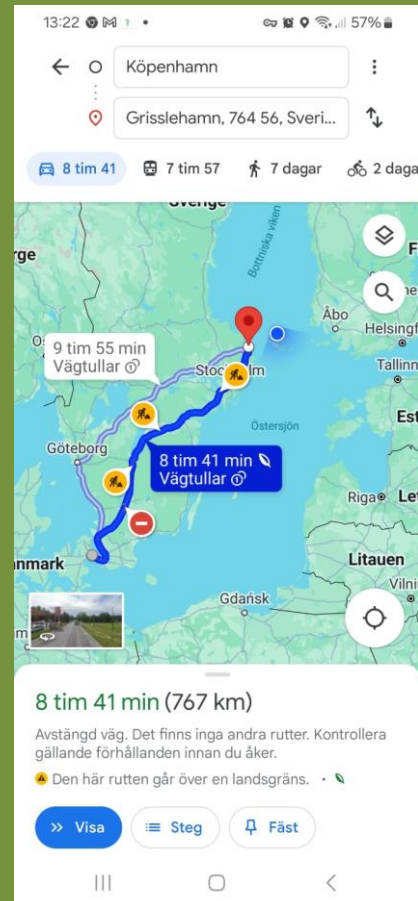 13:22
57%
Köpenhamn
Grisslehamn, 764 56, Sveri...
8 tim 41
7 tim 57
7 dagar
2 daga
Sverige
rge
Bottniska viken
F
Åbo
Helsingf
9 tim 55 min
Vägtullar
Stockholm
Tallinn
Göteborg
Östersjön
Est
8 tim 41 min
Vägtullar
Riga
Let
nmark
Litauen
Gdańsk
Vilni
8 tim 41 min (767 km)
Avstängd väg. Det finns inga andra rutter. Kontrollera
gällande förhållanden innan du åker.
Den här rutten går över en landsgräns. •
Visa
Steg
Fäst